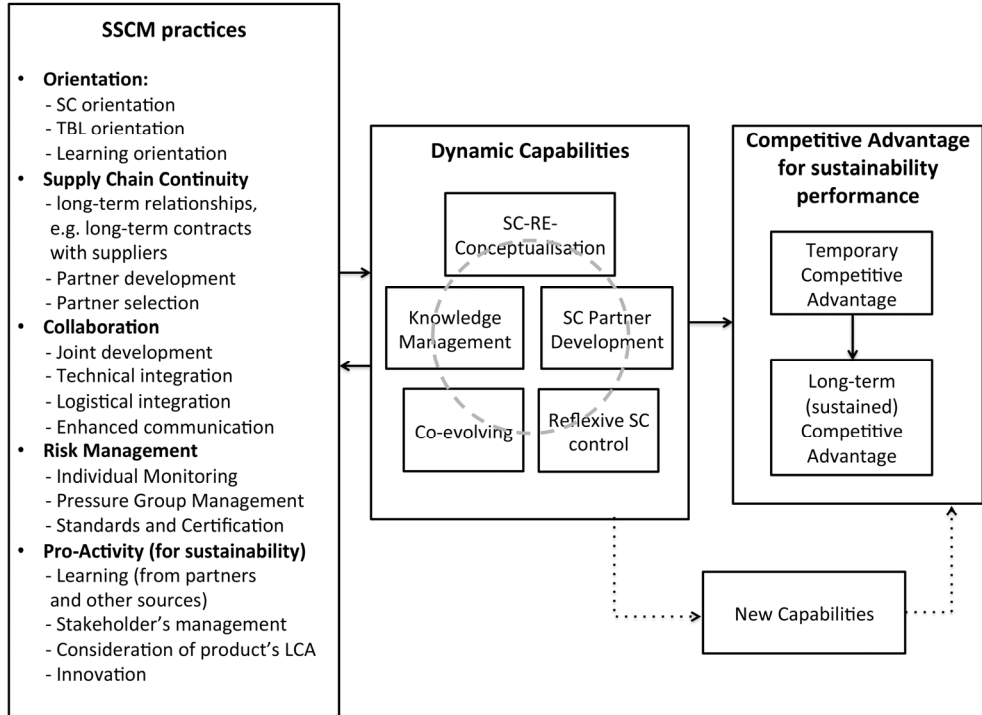 SSCM practices
• Orientation:
- SC orientation
- TBL orientation
- Learning orientation
• Supply Chain Continuity
- long-term relationships,
e.g. long-term contracts
with suppliers
- Partner development
- Partner selection
• Collaboration
- Joint development
- Technical integration
- Logistical integration
- Enhanced communication
• Risk Management
- Individual Monitoring
- Pressure Group Management
- Standards and Certification
• Pro-Activity (for sustainability)
- Learning (from partners
and other sources)
- Stakeholder’s management
- Consideration of product’s LCA
- Innovation
Dynamic Capabilities
SC-RE-
Conceptualisation
Knowledge
Management
SC Partner
Development
Co-evolving
Reflexive SC
control
Competitive Advantage
for sustainability
performance
Temporary
Competitive
Advantage
Long-term
(sustained)
Competitive
Advantage
New Capabilities